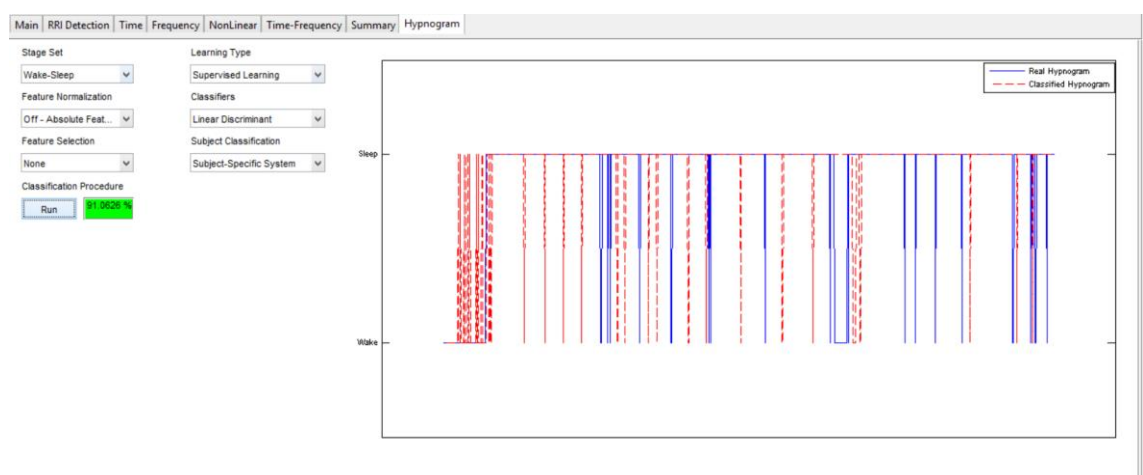 Main RRI Detection Time Frequency NonLinear Time-Frequency Summary Hypnogram
Stage Set
Wake-Sleep
Feature Normalization
Off - Absolute Feat...
Feature Selection
None
Classification Procedure
Run 91.0626 %
Learning Type
Supervised Learning
Classifiers
Linear Discriminant
Subject Classification
Subject-Specific System
Real Hypnogram
Classified Hypnogram
Sleep
Wake